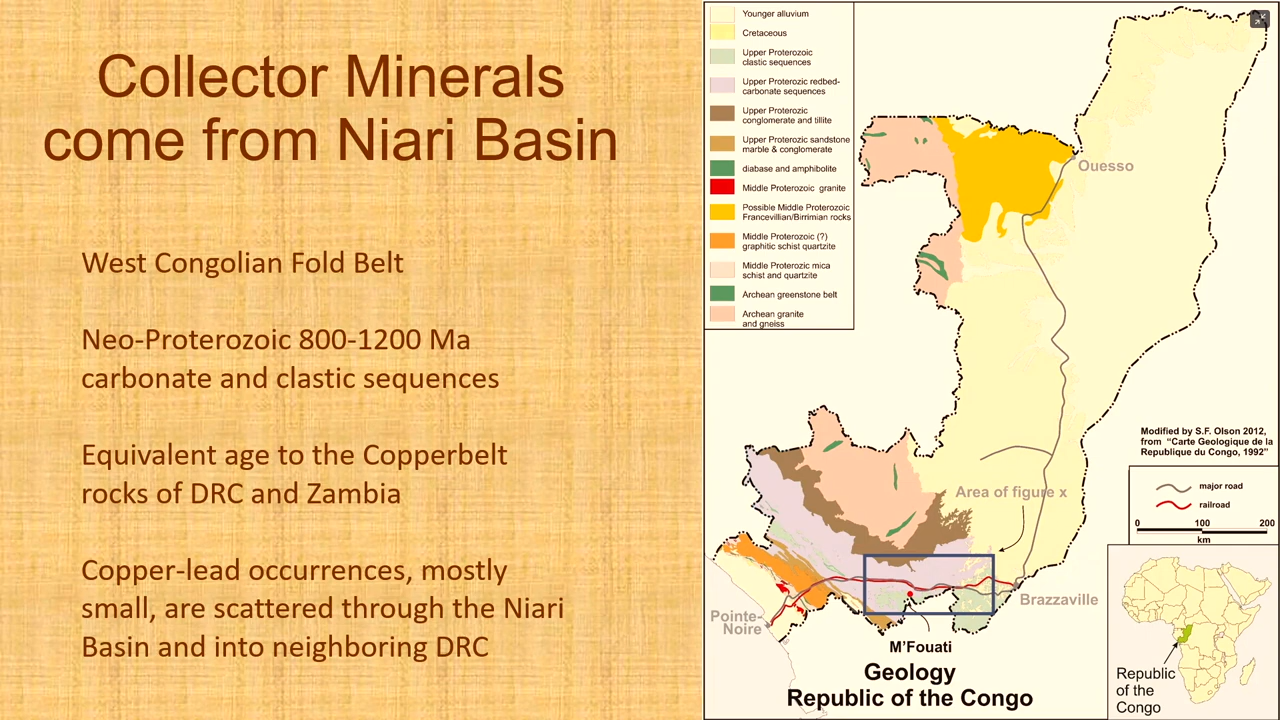 Collector Minerals
come from Niari Basin
West Congolian Fold Belt
Neo-Proterozoic 800-1200 Ma
carbonate and clastic sequences
Equivalent age to the Copperbelt
rocks of DRC and Zambia
Copper-lead occurrences, mostly
small, are scattered through the Niari
Basin and into neighboring DRC
Younger alluvium
Cretaceous
Upper Proterozoic
clastic sequences
Upper Proterozic redbed-
carbonate sequences
Upper Proterozic
conglomerate and tillite
Upper Proterozic sandstone
marble & conglomerate
diabase and amphibolite
Middle Proterozoic granite
Possible Middle Proterozoic
Francevillian/Birrimian rocks
Middle Proterozoic (?)
graphitic schist quartzite
Middle Proterozic mica
schist and quartzite
Archean greenstone belt
Archean granite
and gneiss
Ouesso
Modified by S.F. Olson 2012,
from "Carte Geologique de la
Republique du Congo, 1992"
major road
railroad
0 100 200
km
Area of figure x
Brazzaville
Pointe-
Noire
M'Fouati
Geology
Republic of the Congo
Republic
of the
Congo